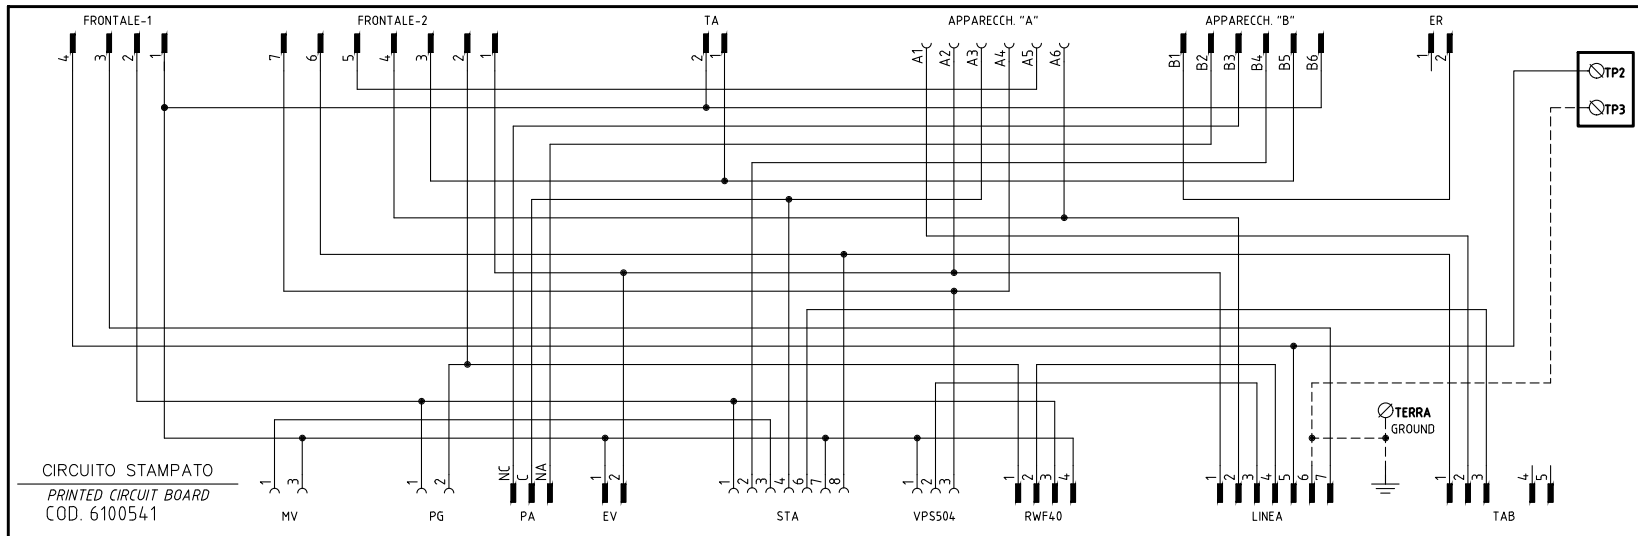 FRONTALE-1 FRONTALE-2 TA APPARECCH. "A" APPARECCH. "B" ER
4 3 2 1 7 6 5 4 3 2 1 2 1 A1 A2 A3 A4 A5 A6 B1 B2 B3 B4 B5 B6 1 2
TP2
TP3
TERRA
GROUND
CIRCUITO STAMPATO
PRINTED CIRCUIT BOARD
COD. 6100541
1 3 1 2 NC C NA 1 2 1 2 3 4 6 7 8 1 2 3 1 2 3 4 1 2 3 4 5 6 7 1 2 3 4 5
MV PG PA EV STA VPS504 RWF40 LINEA TAB